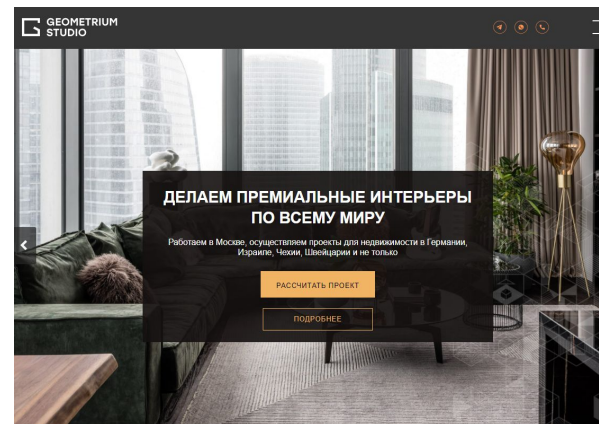 GEOMETRIUM
STUDIO
ДЕЛАЕМ ПРЕМИАЛЬНЫЕ ИНТЕРЬЕРЫ
ПО ВСЕМУ МИРУ
Работаем в Москве, осуществляем проекты для недвижимости в Германии,
Израиле, Чехии, Швейцарии и не только
РАССЧИТАТЬ ПРОЕКТ
ПОДРОБНЕЕ